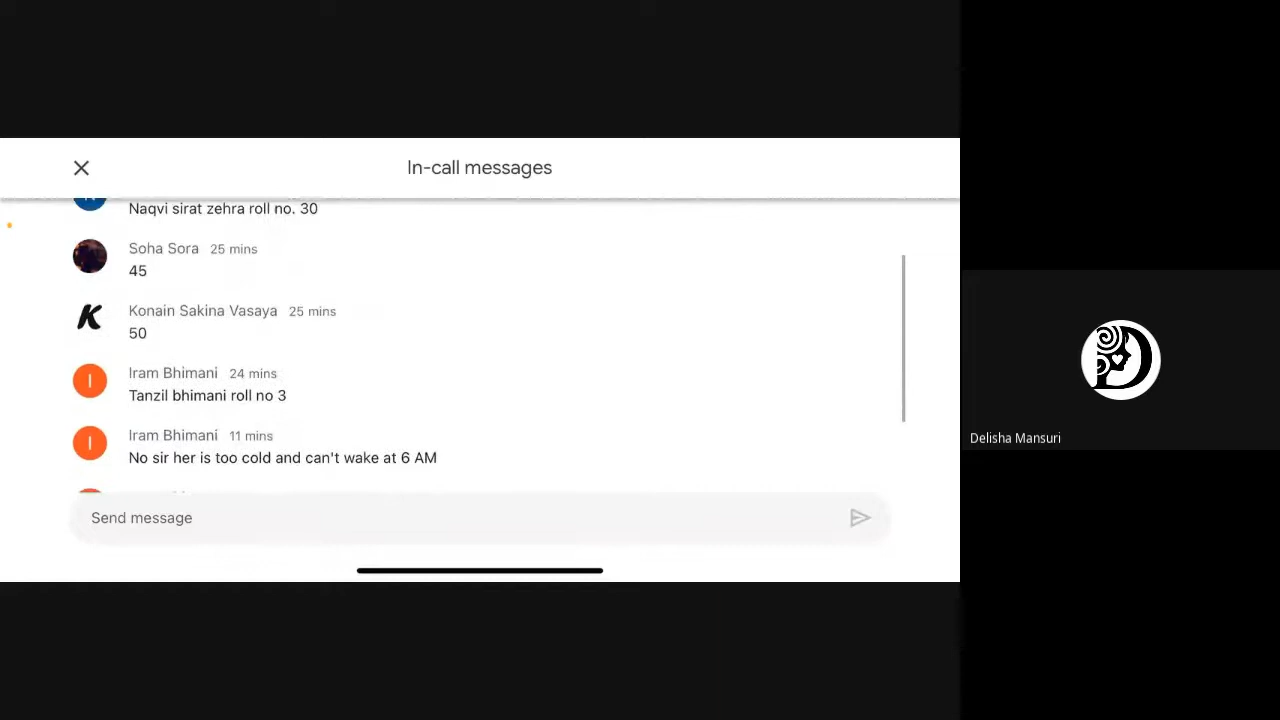 In-call messages
Naqvi sirat zehra roll no. 30
Soha Sora 25 mins
45
K
Konain Sakina Vasaya 25 mins
50
I
Iram Bhimani 24 mins
Tanzil bhimani roll no 3
I
Iram Bhimani 11 mins
No sir her is too cold and can't wake at 6 AM
Send message
D
Delisha Mansuri